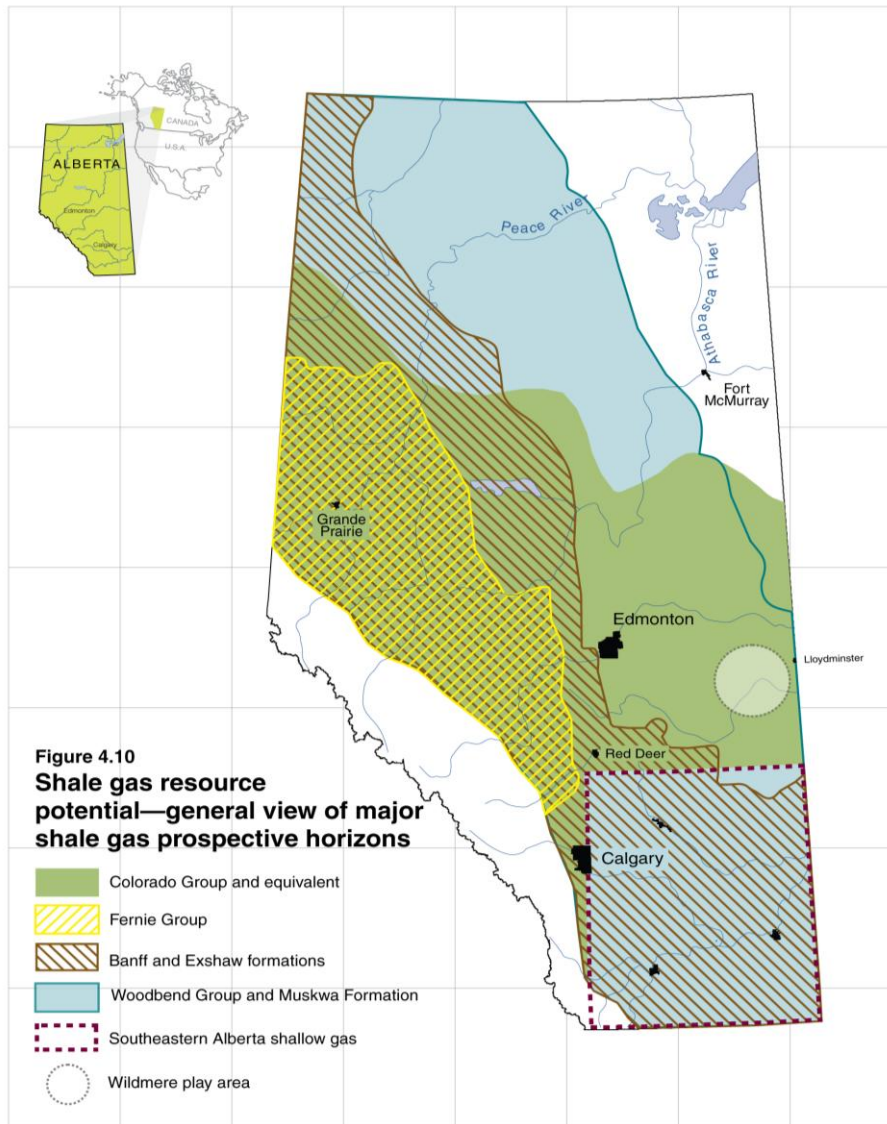 CANADA
U.S.A.
ALBERTA
Edmonton
Calgary
Peace River
Athabasca River
Fort
McMurray
Grande
Prairie
Edmonton
Lloydminster
Red Deer
Calgary
Figure 4.10
Shale gas resource
potential—general view of major
shale gas prospective horizons
Colorado Group and equivalent
Fernie Group
Banff and Exshaw formations
Woodbend Group and Muskwa Formation
Southeastern Alberta shallow gas
Wildmere play area